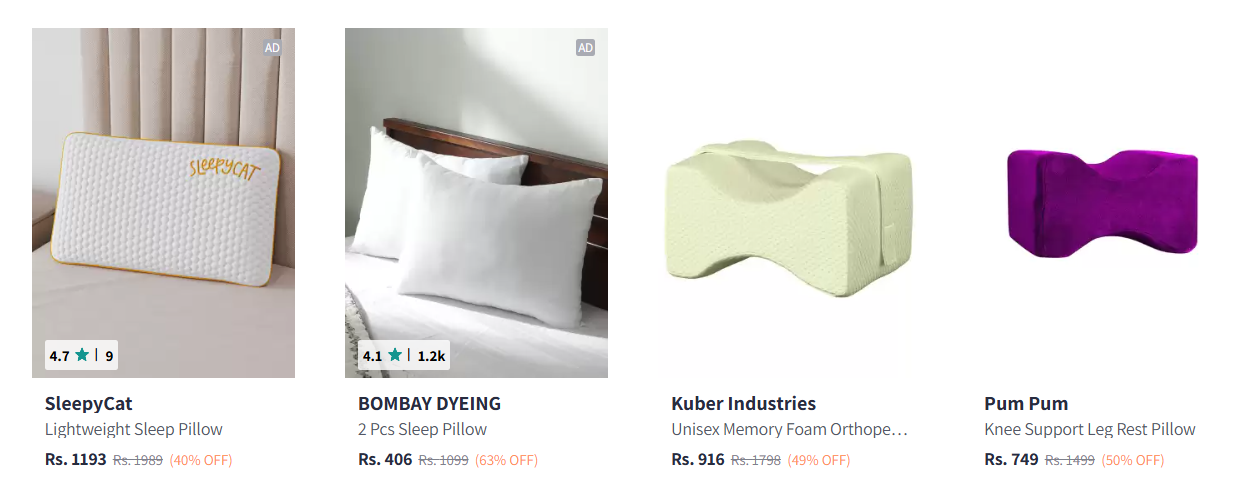 AD
SLEEPYCAT
4.7 ★ | 9
SleepyCat
Lightweight Sleep Pillow
Rs. 1193 Rs. 1989 (40% OFF)
AD
4.1 ★ | 1.2k
BOMBAY DYEING
2 Pcs Sleep Pillow
Rs. 406 Rs. 1099 (63% OFF)
Kuber Industries
Unisex Memory Foam Orthope...
Rs. 916 Rs. 1798 (49% OFF)
Pum Pum
Knee Support Leg Rest Pillow
Rs. 749 Rs. 1499 (50% OFF)